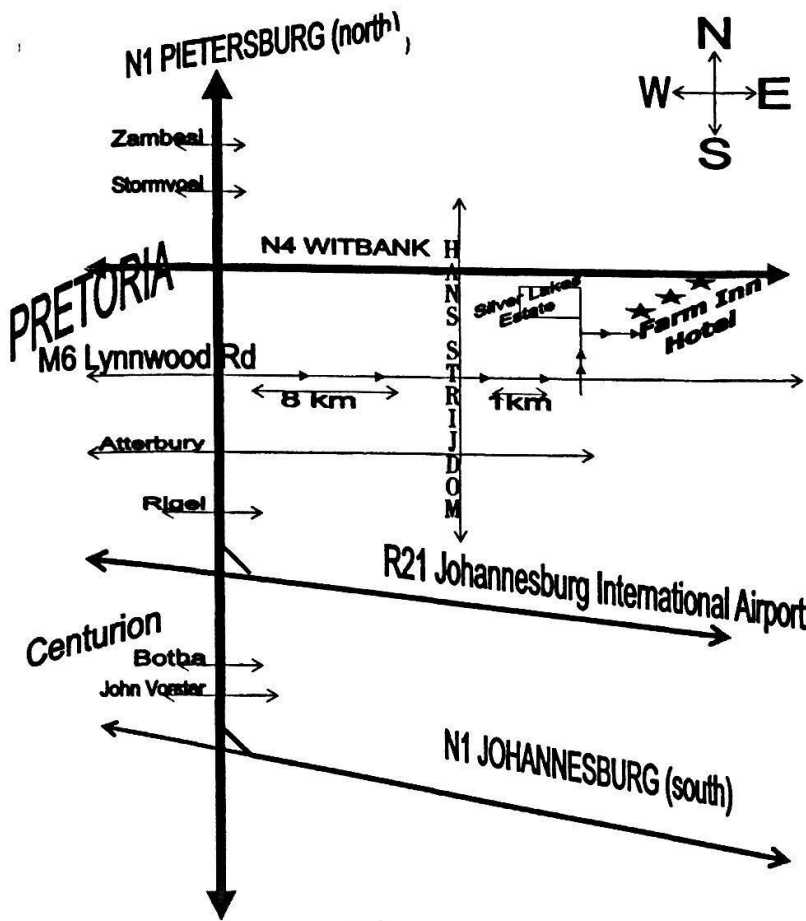 N1 PIETERSBURG (north),
N
W E
S
Zambesi
Stormvoel
N4 WITBANK
HANS STRIJDOM
PRETORIA
Silver Lakes
Estate
Farm Inn
Hotel
M6 Lynnwood Rd
8 km
1km
Atterbury
Rigel
R21 Johannesburg International Airport
Centurion
Botha
John Vorster
N1 JOHANNESBURG (south)